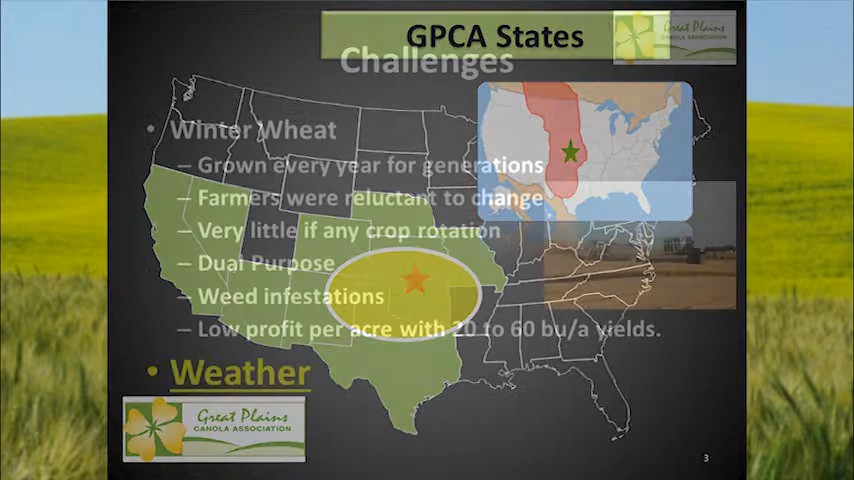 GPCA States
Great Plains
CANOLA ASSOCIATION
Challenges
• Winter Wheat
– Grown every year for generations
– Farmers were reluctant to change
– Very little if any crop rotation
– Dual Purpose
– Weed infestations
– Low profit per acre with 20 to 60 bu/a yields.
• Weather
Great Plains
CANOLA ASSOCIATION
3